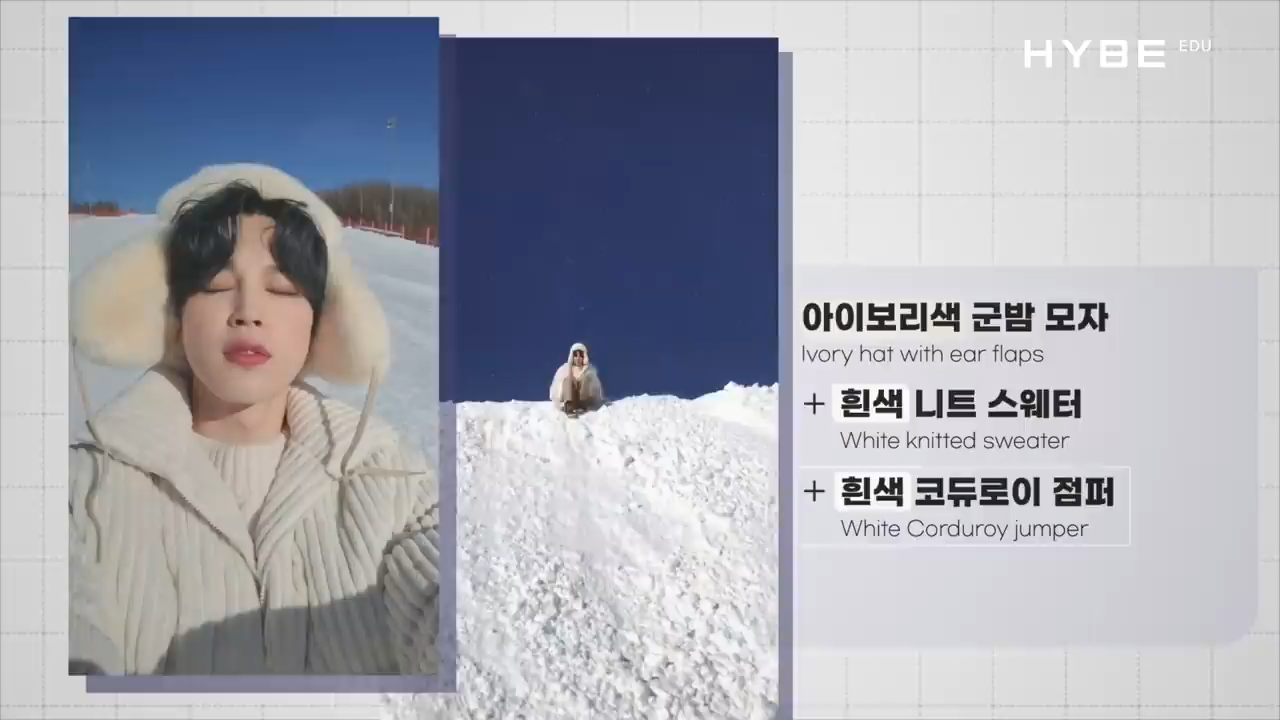 HYBE EDU
아이보리색 군밤 모자
Ivory hat with ear flaps
+ 흰색 니트 스웨터
White knitted sweater
+ 흰색 코듀로이 점퍼
White Corduroy jumper